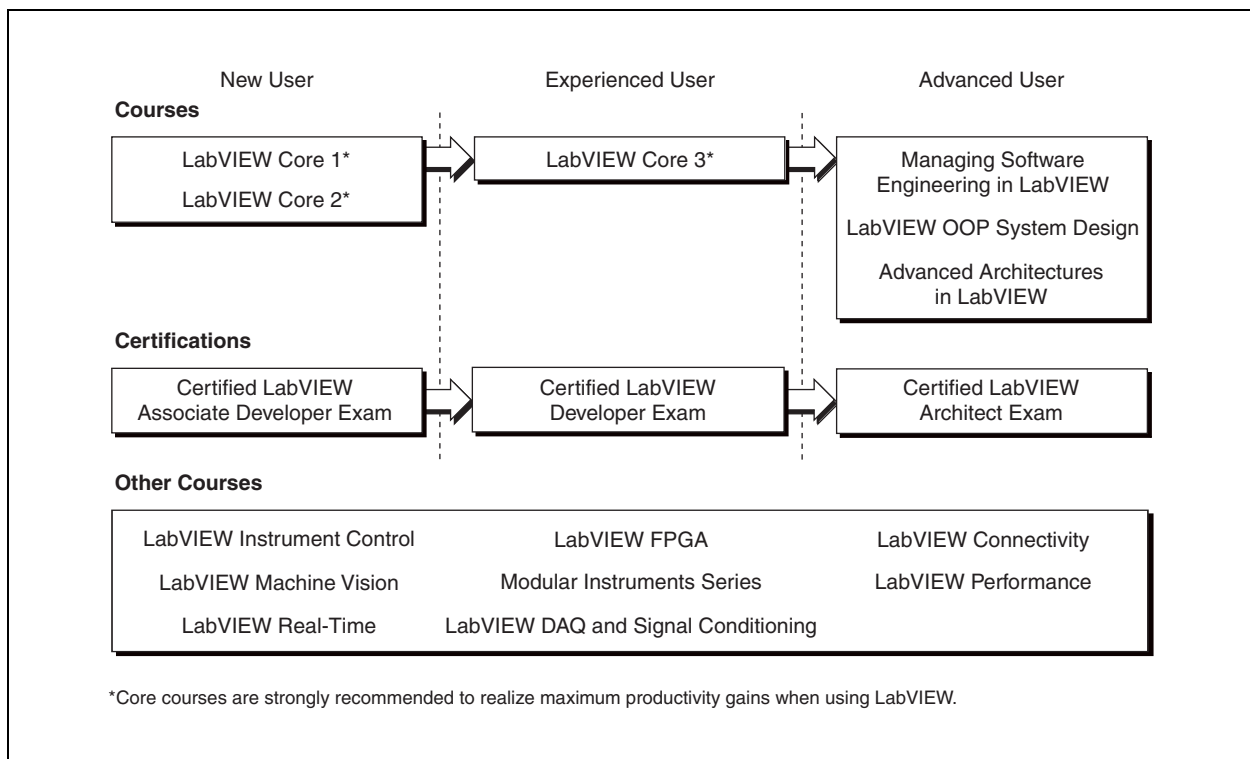 New User
Experienced User
Advanced User
Courses
LabVIEW Core 1*
LabVIEW Core 2*
LabVIEW Core 3*
Managing Software
Engineering in LabVIEW
LabVIEW OOP System Design
Advanced Architectures
in LabVIEW
Certifications
Certified LabVIEW
Associate Developer Exam
Certified LabVIEW
Developer Exam
Certified LabVIEW
Architect Exam
Other Courses
LabVIEW Instrument Control
LabVIEW FPGA
LabVIEW Connectivity
LabVIEW Machine Vision
Modular Instruments Series
LabVIEW Performance
LabVIEW Real-Time
LabVIEW DAQ and Signal Conditioning
*Core courses are strongly recommended to realize maximum productivity gains when using LabVIEW.